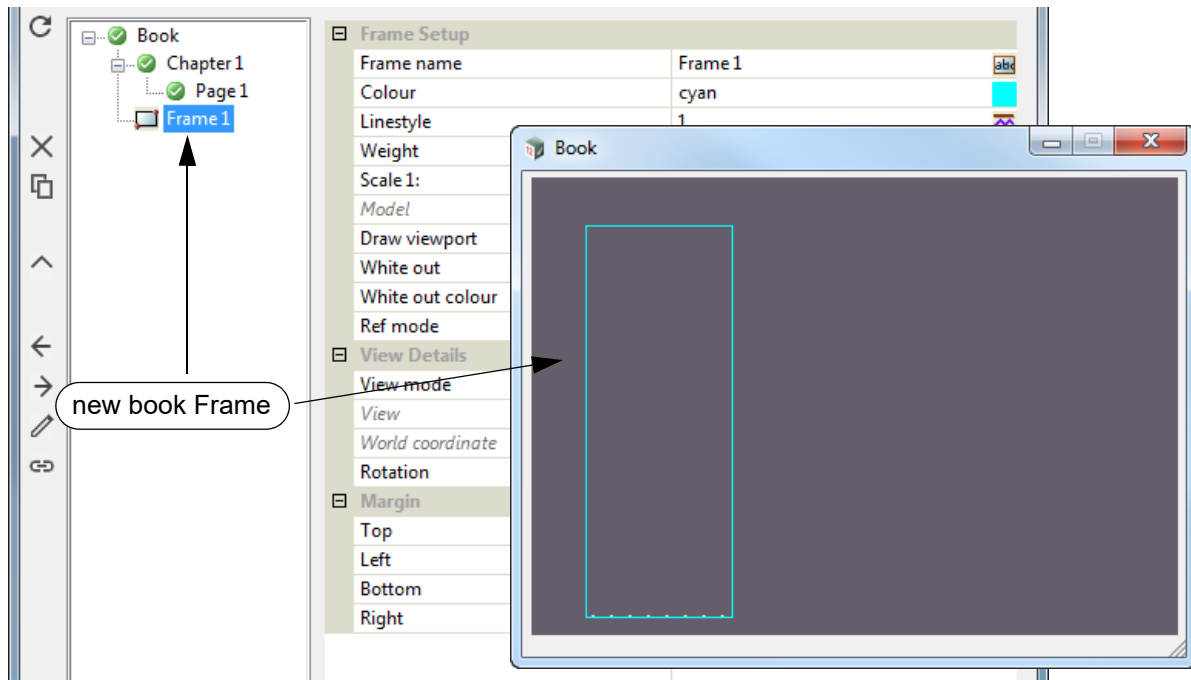 Book
Chapter 1
Page 1
Frame 1
Frame Setup
Frame name Frame 1 abc
Colour cyan
Linestyle 1
Weight
Scale 1:
Model
Draw viewport
White out
White out colour
Ref mode
View Details
View mode
View
World coordinate
Rotation
Margin
Top
Left
Bottom
Right
Book
new book Frame